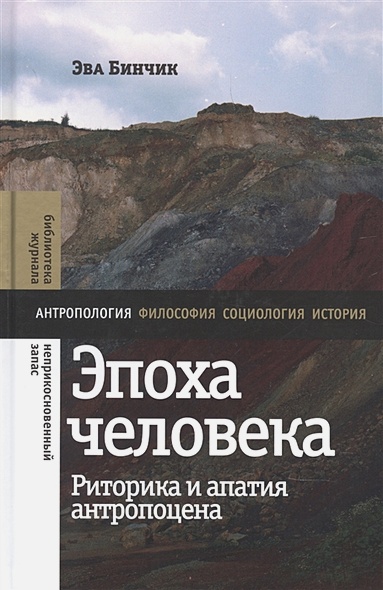 Эва Бинчик
библиотека
журнала
АНТРОПОЛОГИЯ ФИЛОСОФИЯ СОЦИОЛОГИЯ ИСТОРИЯ
неприкосновенный
запас
Эпоха
человека
Риторика и апатия
антропоцена